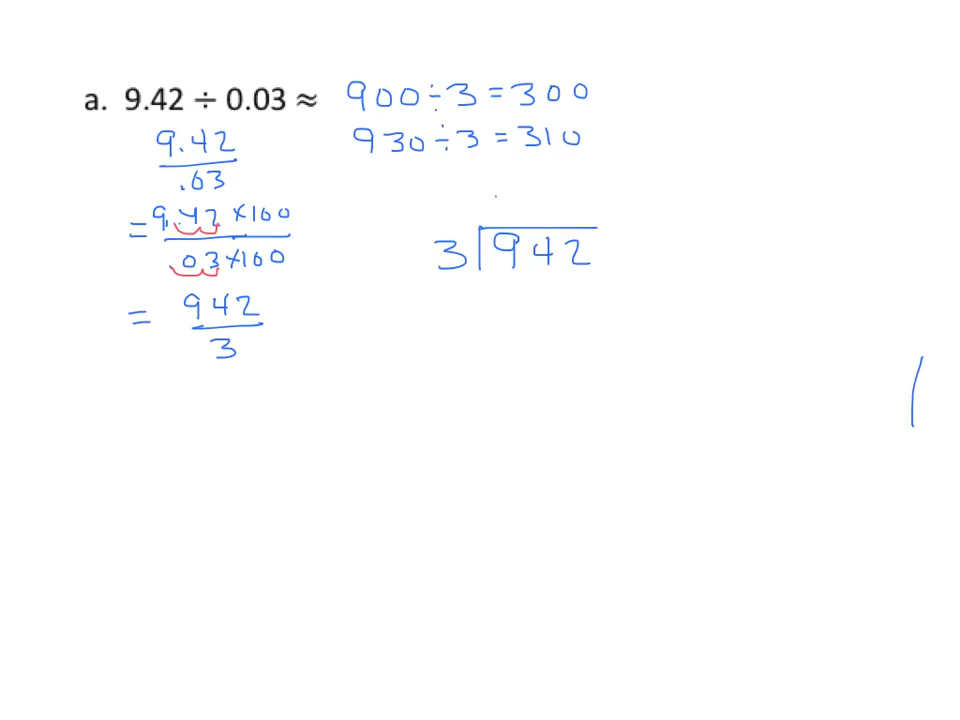 a. 9.42 ÷ 0.03 ≈ 900 ÷ 3 = 300
930 ÷ 3 = 310
9.42
.03
= 9.42 × 100
.03 × 100
= 942
3
3 942